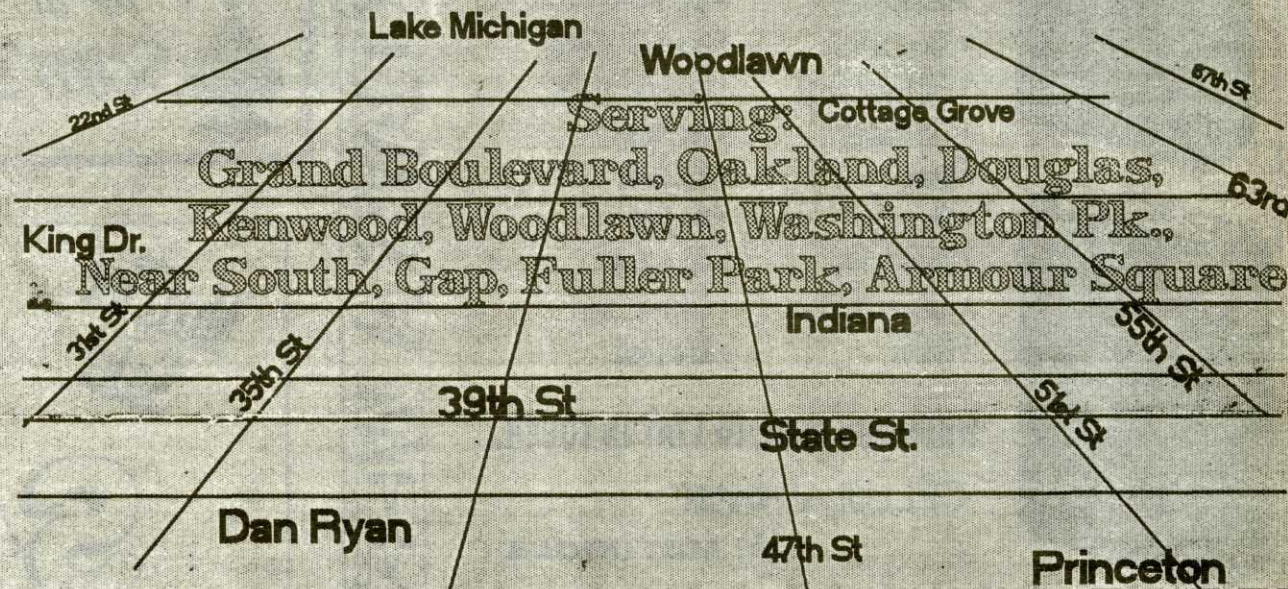 Lake Michigan
Woodlawn
67th St
22nd St
Serving:
Cottage Grove
Grand Boulevard, Oakland, Douglas,
63rd
King Dr.
Kenwood, Woodlawn, Washington Pk.,
Near South, Gap, Fuller Park, Armour Square
31st St
Indiana
55th St
35th St
39th St
51st St
State St.
Dan Ryan
47th St
Princeton